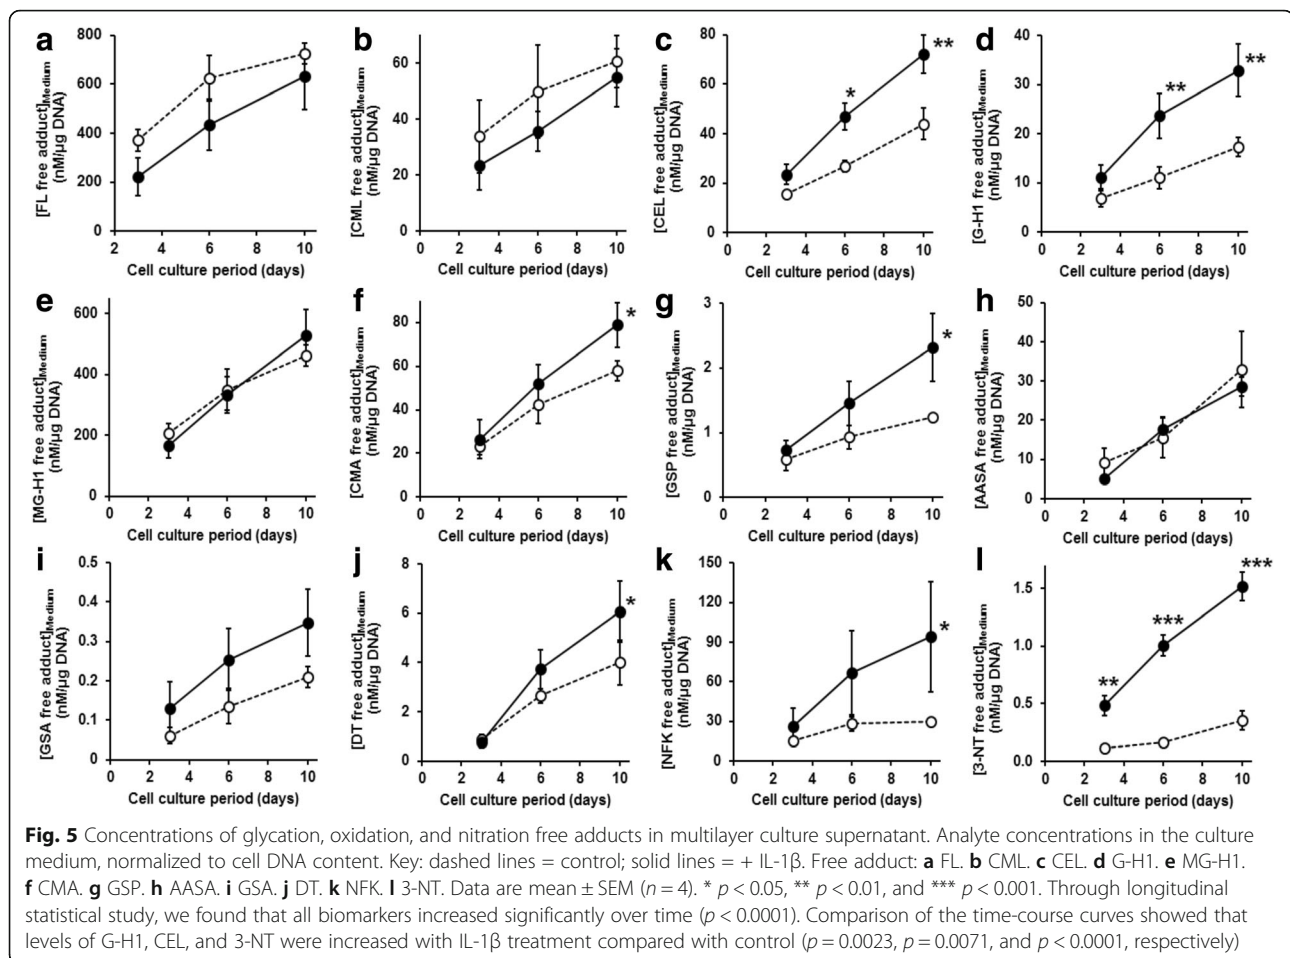 a
800
600
400
200
0
2 4 6 8 10
Cell culture period (days)
[FL free adduct]Medium
(nM/µg DNA)
b
60
40
20
0
0 2 4 6 8 10
Cell culture period (days)
[CML free adduct]Medium
(nM/µg DNA)
c
80
60
40
20
0
* **
0 2 4 6 8 10
Cell culture period (days)
[CEL free adduct]Medium
(nM/µg DNA)
d
40
30
20
10
0
** **
0 2 4 6 8 10
Cell culture period (days)
[G-H1 free adduct]Medium
(nM/µg DNA)
e
600
400
200
0
0 2 4 6 8 10
Cell culture period (days)
[MG-H1 free adduct]Medium
(nM/µg DNA)
f
80
60
40
20
0
*
0 2 4 6 8 10
Cell culture period (days)
[CMA free adduct]Medium
(nM/µg DNA)
g
3
2
1
0
*
0 2 4 6 8 10
Cell culture period (days)
[GSP free adduct]Medium
(nM/µg DNA)
h
50
40
30
20
10
0
0 2 4 6 8 10
Cell culture period (days)
[AASA free adduct]Medium
(nM/µg DNA)
i
0.5
0.4
0.3
0.2
0.1
0
0 2 4 6 8 10
Cell culture period (days)
[GSA free adduct]Medium
(nM/µg DNA)
j
8
6
4
2
0
*
0 2 4 6 8 10
Cell culture period (days)
[DT free adduct]Medium
(nM/µg DNA)
k
150
120
90
60
30
0
*
0 2 4 6 8 10
Cell culture period (days)
[NFK free adduct]Medium
(nM/µg DNA)
l
1.5
1.0
0.5
0.0
** *** ***
0 2 4 6 8 10
Cell culture period (days)
[3-NT free adduct]Medium
(nM/µg DNA)
Fig. 5 Concentrations of glycation, oxidation, and nitration free adducts in multilayer culture supernatant. Analyte concentrations in the culture
medium, normalized to cell DNA content. Key: dashed lines = control; solid lines = + IL-1β. Free adduct: a FL. b CML. c CEL. d G-H1. e MG-H1.
f CMA. g GSP. h AASA. i GSA. j DT. k NFK. l 3-NT. Data are mean ± SEM (n = 4). * p < 0.05, ** p < 0.01, and *** p < 0.001. Through longitudinal
statistical study, we found that all biomarkers increased significantly over time (p < 0.0001). Comparison of the time-course curves showed that
levels of G-H1, CEL, and 3-NT were increased with IL-1β treatment compared with control (p = 0.0023, p = 0.0071, and p < 0.0001, respectively)